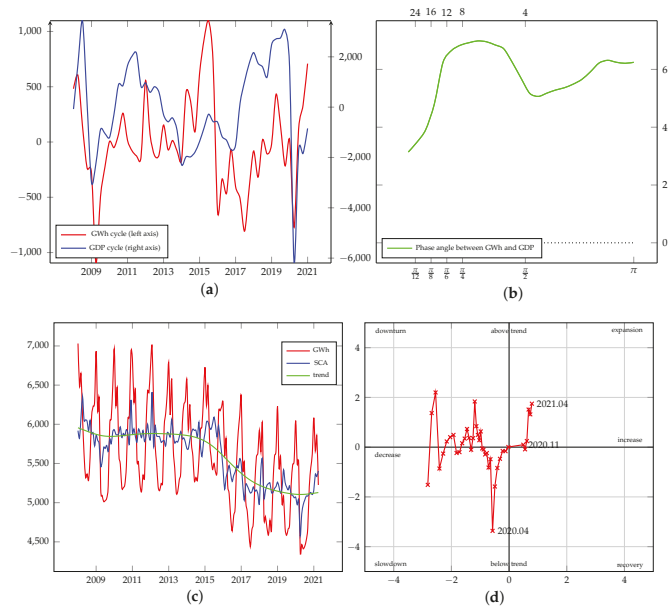 24 16 12 8 4
1,000
500
0
−500
−1,000
2,000
0
−2,000
−4,000
−6,000
6
4
2
0
GWh cycle (left axis)
GDP cycle (right axis)
Phase angle between GWh and GDP
2009 2011 2013 2015 2017 2019 2021
π/12 π/8 π/6 π/4 π/2 π
(a)
(b)
7,000
6,500
6,000
5,500
5,000
4,500
GWh
SCA
trend
2009 2011 2013 2015 2017 2019 2021
(c)
downturn above trend expansion
4
2
0
−2
−4
2021.04
2020.11
increase
decrease
2020.04
slowdown below trend recovery
−4 −2 0 2 4
(d)